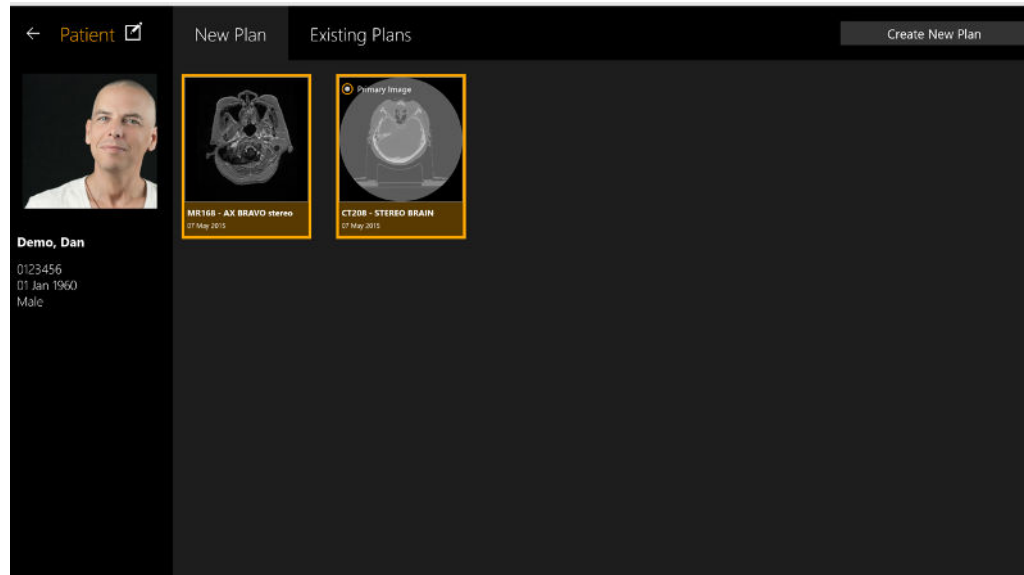 Patient
New Plan
Existing Plans
Create New Plan
Primary Image
MR168 - AX BRAVO stereo
07 May 2015
CT208 - STEREO BRAIN
07 May 2015
Demo, Dan
0123456
01 Jan 1960
Male